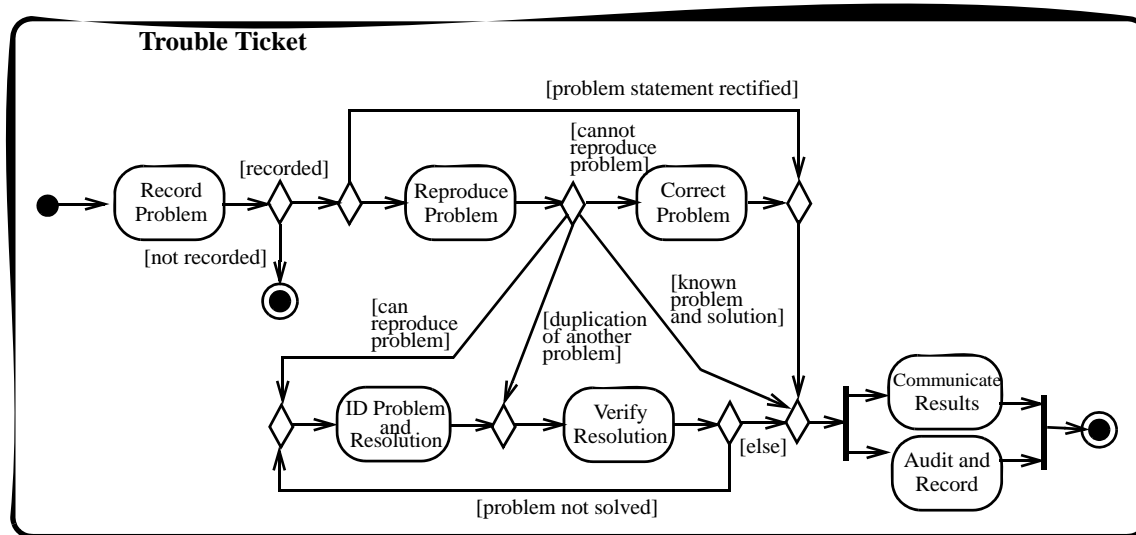 Trouble Ticket
[problem statement rectified]
[cannot
reproduce
problem]
[recorded]
Record
Problem
Reproduce
Problem
Correct
Problem
[not recorded]
[can
reproduce
problem]
[duplication
of another
problem]
[known
problem
and solution]
ID Problem
and
Resolution
Verify
Resolution
[else]
Communicate
Results
Audit and
Record
[problem not solved]